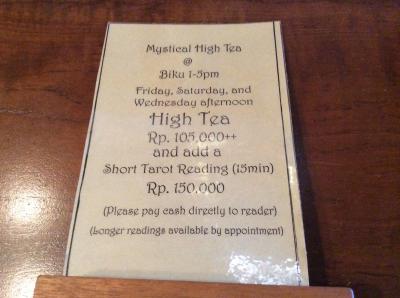 Mystical High Tea
@
Biku 1-5pm
Friday, Saturday, and
Wednesday afternoon
High Tea
Rp. 105,000++
and add a
Short Tarot Reading (15min)
Rp. 150,000
(Please pay cash directly to reader)
(Longer readings available by appointment)